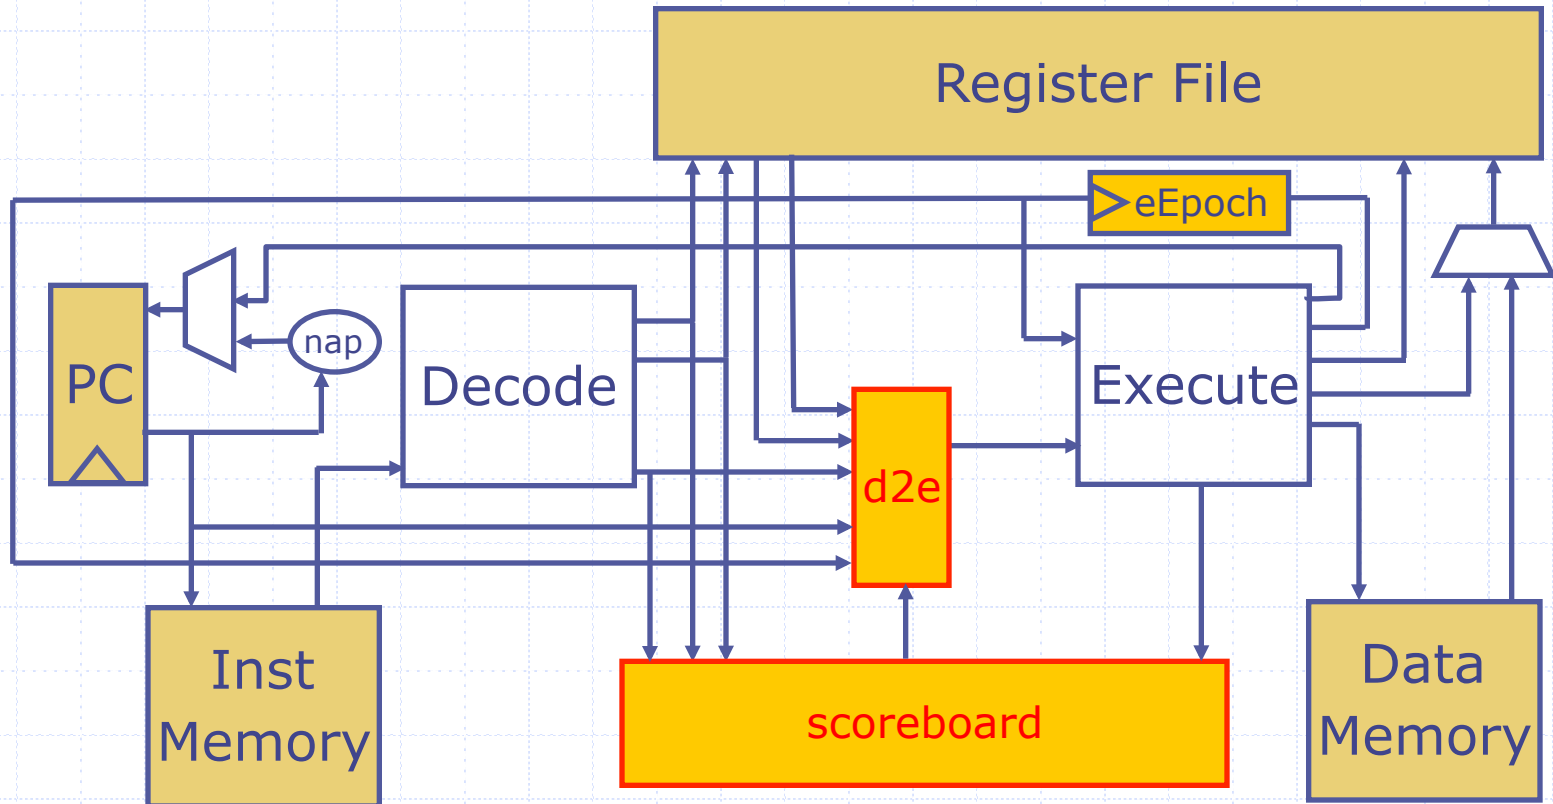 Register File
eEpoch
nap
PC
Decode
Execute
d2e
Inst
Memory
scoreboard
Data
Memory